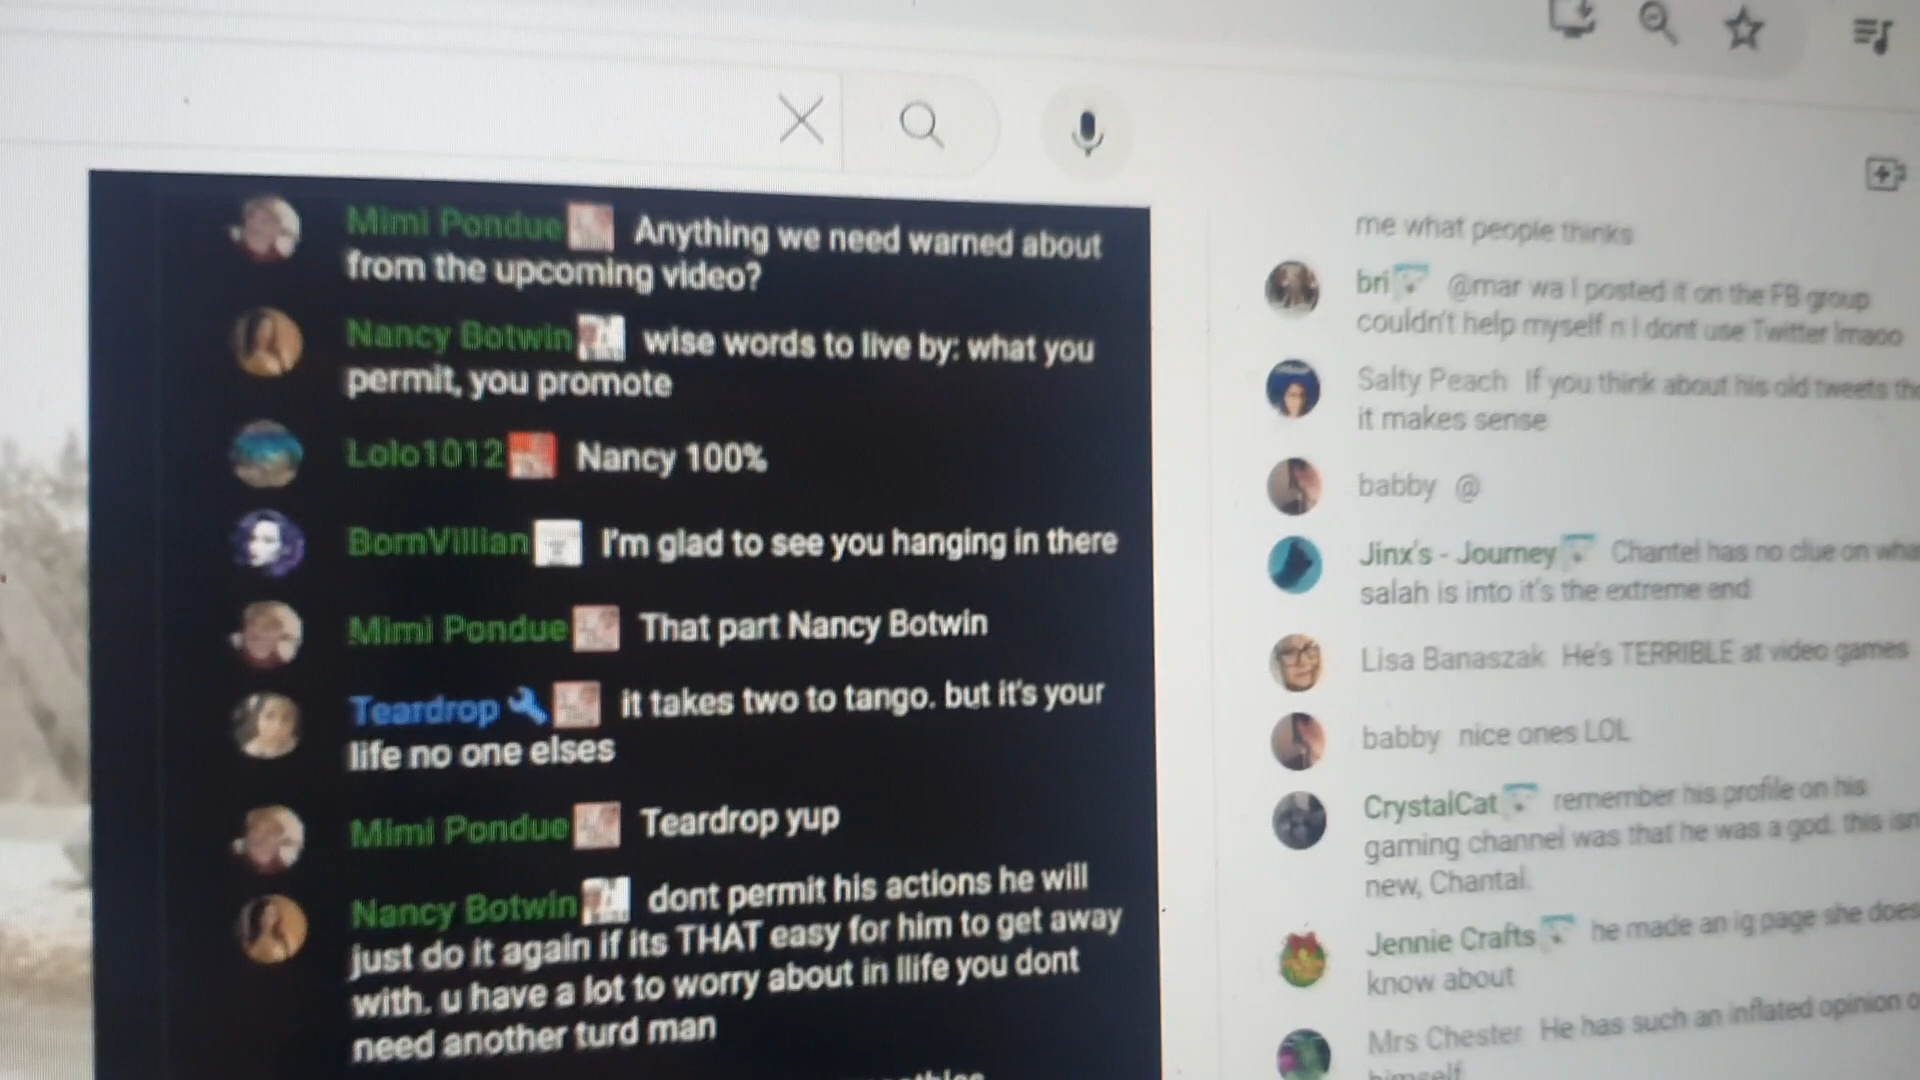 Mimi Pondue Anything we need warned about
from the upcoming video?
Nancy Botwin wise words to live by: what you
permit, you promote
Lolo1012 Nancy 100%
BornVillian I'm glad to see you hanging in there
Mimi Pondue That part Nancy Botwin
Teardrop it takes two to tango. but it's your
life no one elses
Mimi Pondue Teardrop yup
Nancy Botwin dont permit his actions he will
just do it again if its THAT easy for him to get away
with. u have a lot to worry about in llife you dont
need another turd man
me what people thinks
bri @mar wa I posted it on the FB group
couldn't help myself n I dont use Twitter lmaoo
Salty Peach If you think about his old tweets
it makes sense
babby @
Jinx's - Journey Chantel has no clue on
salah is into it's the extreme end
Lisa Banaszak He's TERRIBLE at video games
babby nice ones LOL
CrystalCat remember his profile on his
gaming channel was that he was a god. this
new, Chantal.
Jennie Crafts he made an ig page she
know about
Mrs Chester He has such an inflated opinion
himself